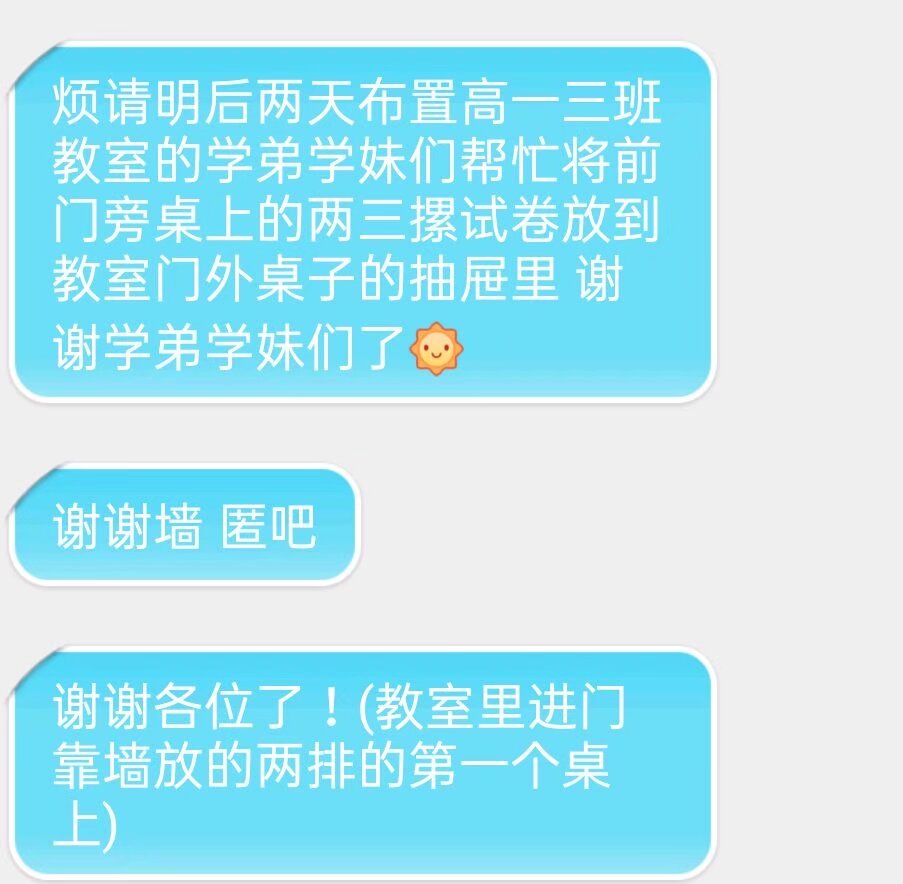 烦请明后两天布置高一三班
教室的学弟学妹们帮忙将前
门旁桌上的两三摞试卷放到
教室门外桌子的抽屉里 谢
谢学弟学妹们了
谢谢墙 匿吧
谢谢各位了！(教室里进门
靠墙放的两排的第一个桌
上)